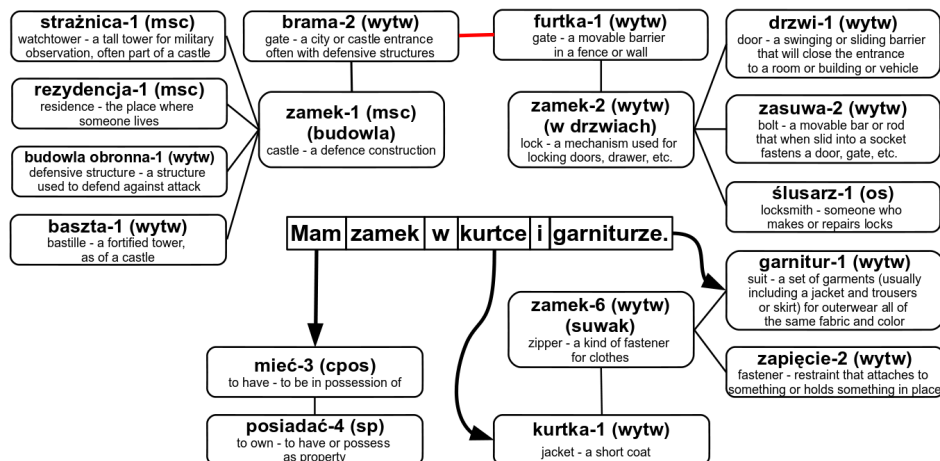 strażnica-1 (msc)
watchtower - a tall tower for military
observation, often part of a castle
brama-2 (wytw)
gate - a city or castle entrance
often with defensive structures
furtka-1 (wytw)
gate - a movable barrier
in a fence or wall
drzwi-1 (wytw)
door - a swinging or sliding barrier
that will close the entrance
to a room or building or vehicle
rezydencja-1 (msc)
residence - the place where
someone lives
zamek-1 (msc)
(budowla)
castle - a defence construction
zamek-2 (wytw)
(w drzwiach)
lock - a mechanism used for
locking doors, drawer, etc.
zasuwa-2 (wytw)
bolt - a movable bar or rod
that when slid into a socket
fastens a door, gate, etc.
budowla obronna-1 (wytw)
defensive structure - a structure
used to defend against attack
ślusarz-1 (os)
locksmith - someone who
makes or repairs locks
baszta-1 (wytw)
bastille - a fortified tower,
as of a castle
Mam zamek w kurtce i garniturze.
garnitur-1 (wytw)
suit - a set of garments (usually
including a jacket and trousers
or skirt) for outerwear all of
the same fabric and color
zamek-6 (wytw)
(suwak)
zipper - a kind of fastener
for clothes
mieć-3 (cpos)
to have - to be in possession of
zapięcie-2 (wytw)
fastener - restraint that attaches to
something or holds something in place
posiadać-4 (sp)
to own - to have or possess
as property
kurtka-1 (wytw)
jacket - a short coat